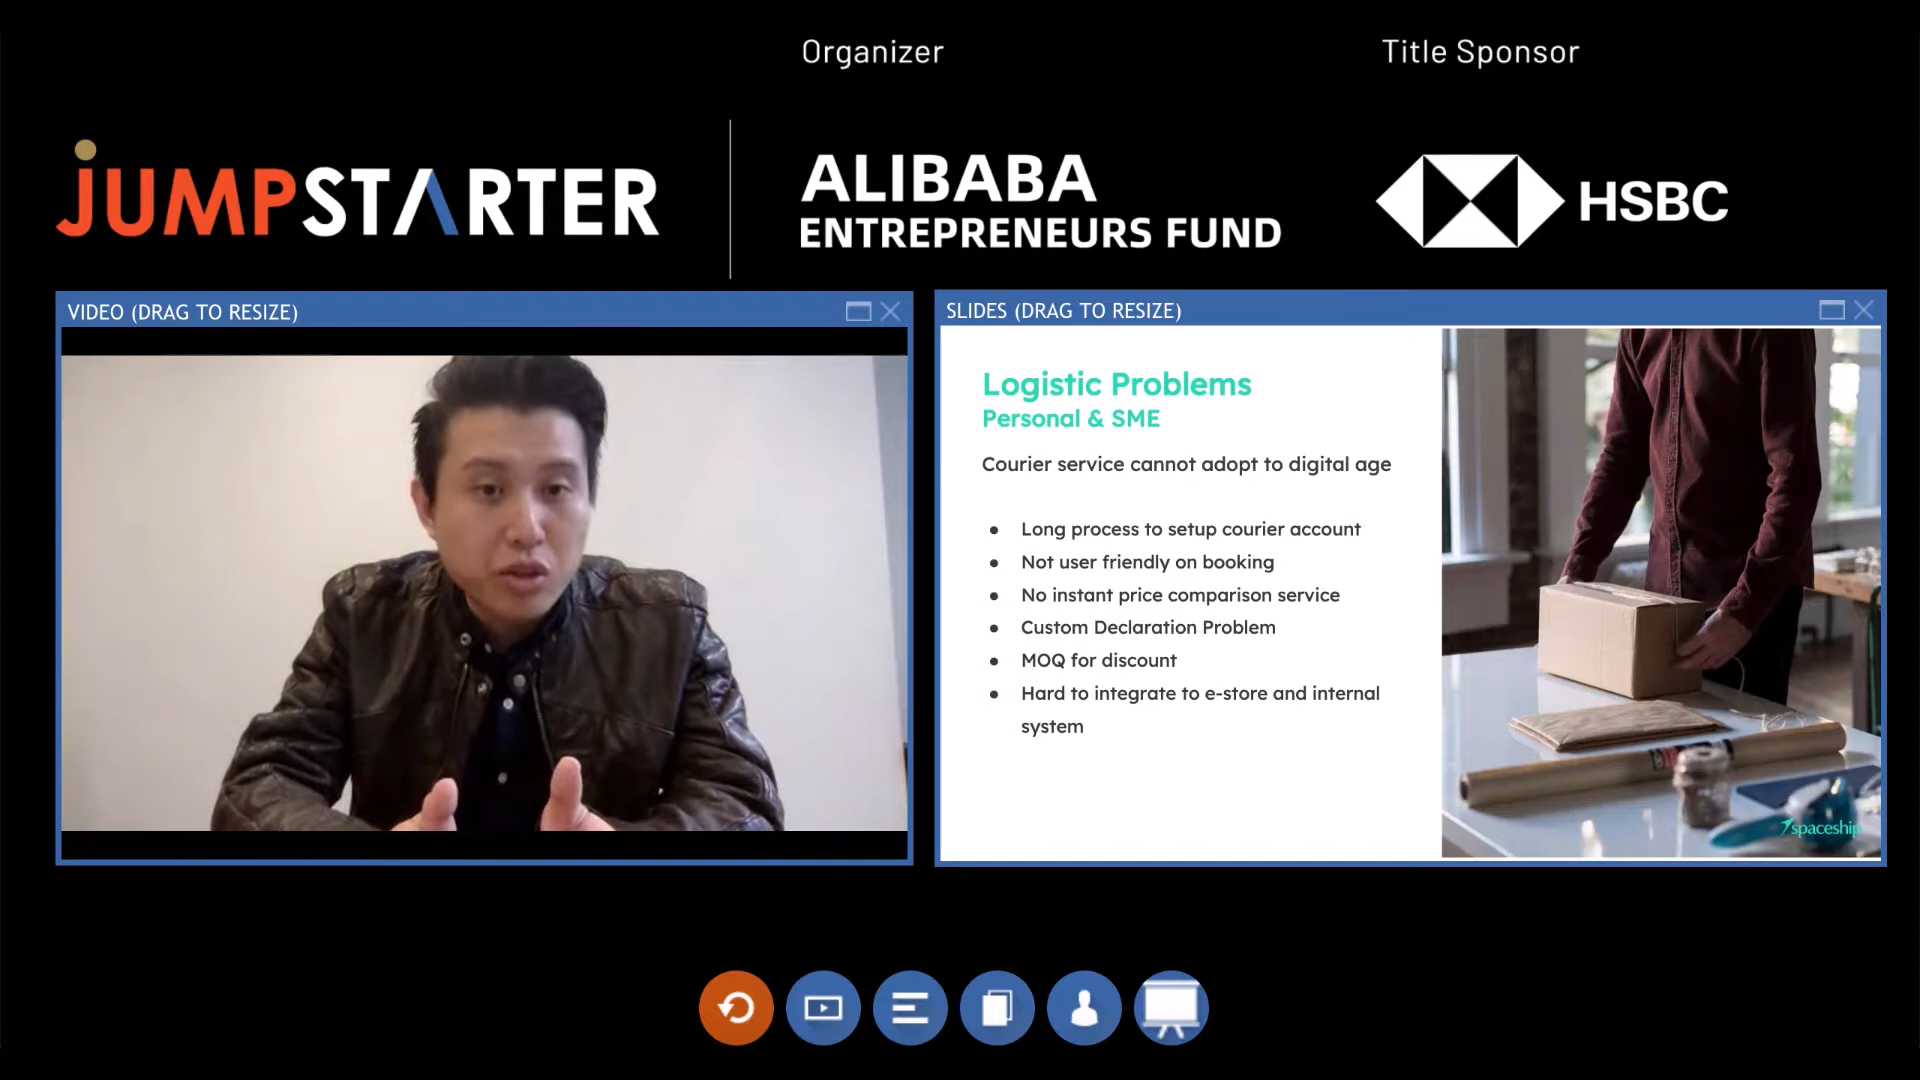 Organizer
Title Sponsor
JUMPSTARTER
ALIBABA
ENTREPRENEURS FUND
HSBC
VIDEO (DRAG TO RESIZE)
SLIDES (DRAG TO RESIZE)
Logistic Problems
Personal & SME
Courier service cannot adopt to digital age
• Long process to setup courier account
• Not user friendly on booking
• No instant price comparison service
• Custom Declaration Problem
• MOQ for discount
• Hard to integrate to e-store and internal
system
spaceship